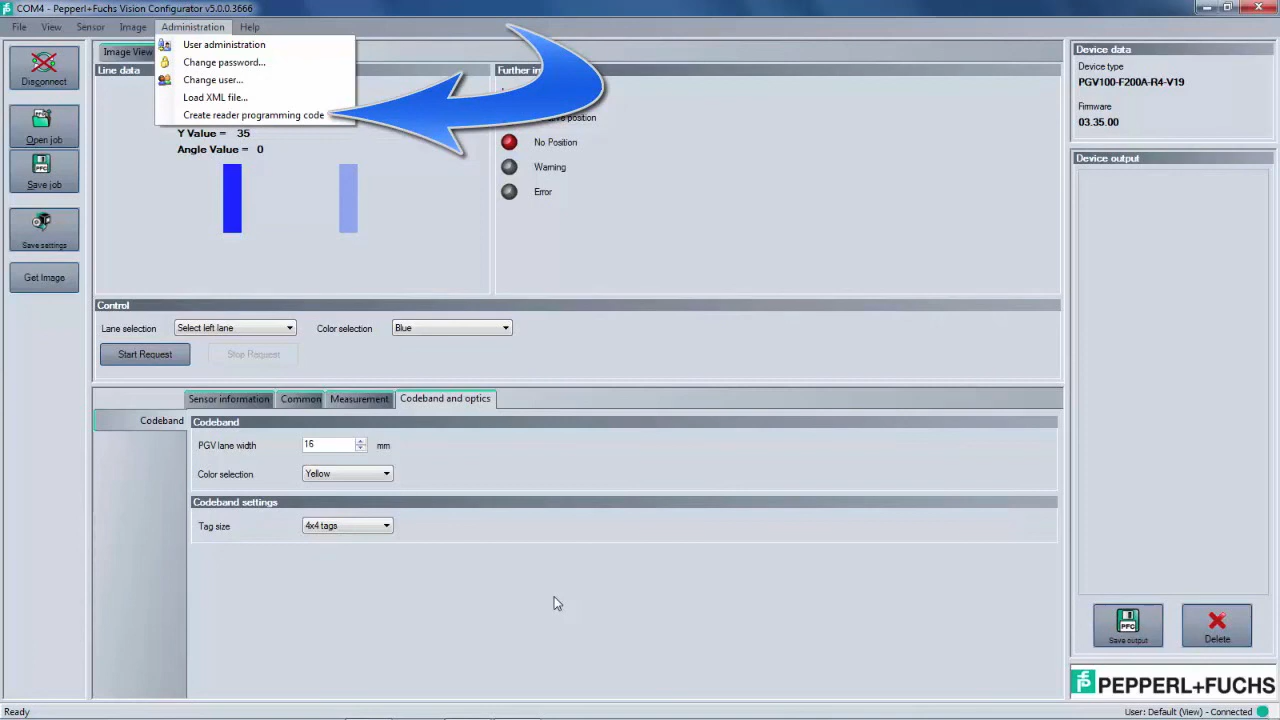 COM4 - Pepperl+Fuchs Vision Configurator v5.0.0.3666
File View Sensor Image Administration Help
Disconnect
Open job
Save job
Save settings
Get Image
Image View
Line data
User administration
Change password...
Change user...
Load XML file...
Create reader programming code
Y Value = 35
Angle Value = 0
position
No Position
Warning
Error
Control
Lane selection
Select left lane
Color selection
Blue
Start Request
Stop Request
Sensor information
Common
Measurement
Codeband and optics
Codeband
Codeband
PGV lane width
16
mm
Color selection
Yellow
Codeband settings
Tag size
4x4 tags
Device data
Device type
PGV100-F200A-R4-V19
Firmware
03.35.00
Device output
PFC
Save output
Delete
PEPPERL+FUCHS
Ready
User: Default (View) - Connected